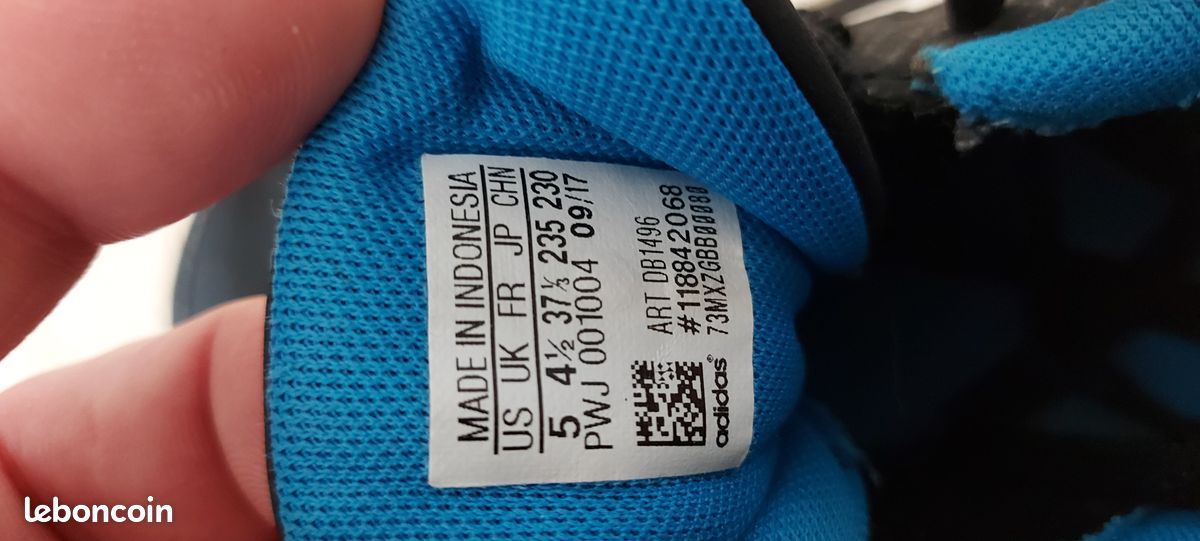 MADE IN INDONESIA
US UK FR JP CHN
5 4½ 37⅓ 235 230
PWJ 001004 09/17
ART DB1496
#118842068
73MXZGBB00080
adidas®
leboncoin